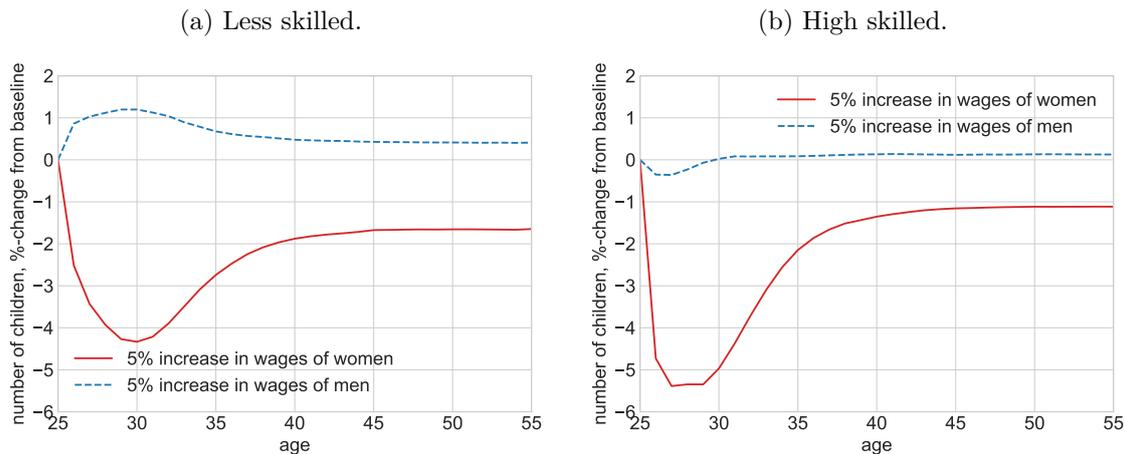 (a) Less skilled.
number of children, %-change from baseline
2
1
0
−1
−2
−3
−4
−5
−6
5% increase in wages of women
5% increase in wages of men
25 30 35 40 45 50 55
age
(b) High skilled.
number of children, %-change from baseline
2
1
0
−1
−2
−3
−4
−5
−6
5% increase in wages of women
5% increase in wages of men
25 30 35 40 45 50 55
age